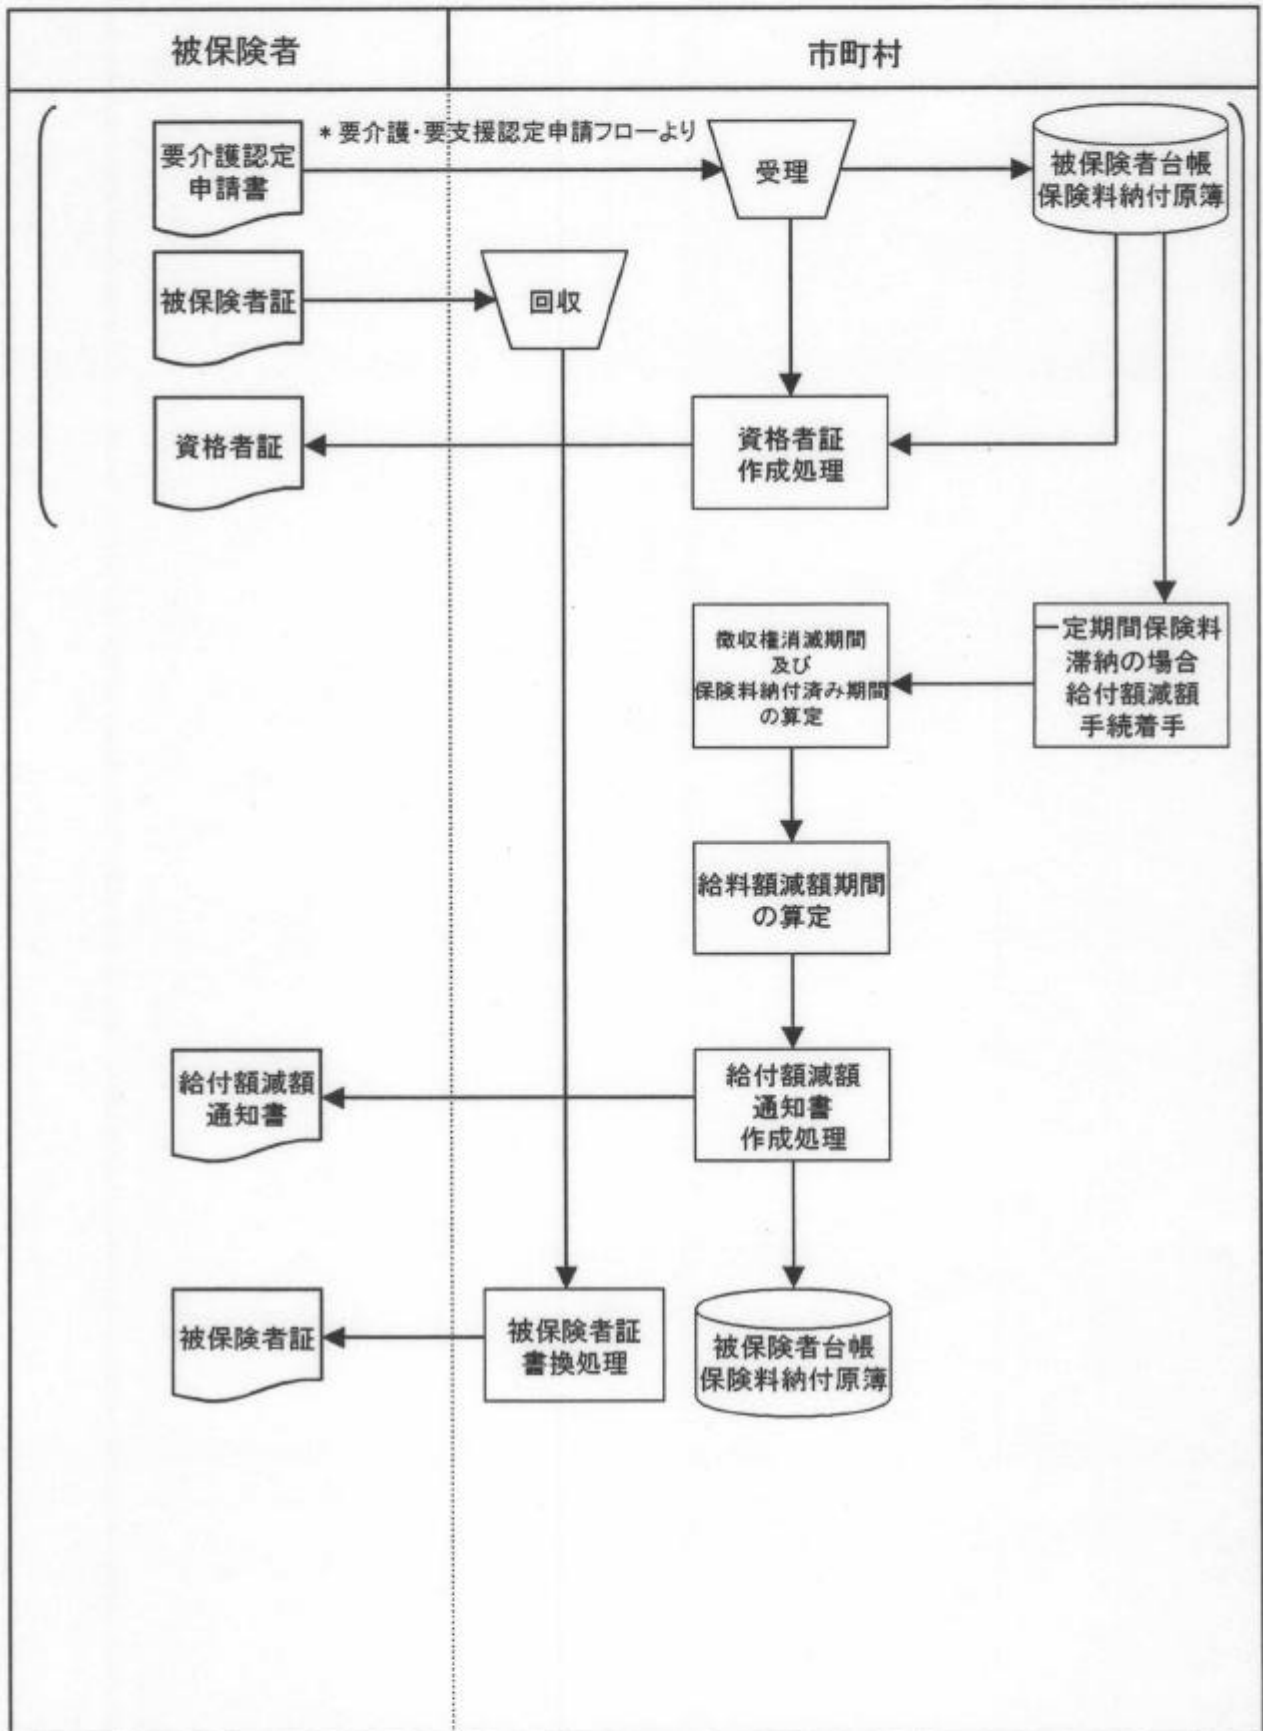 被保険者
市町村
要介護認定
申請書
*要介護・要支援認定申請フローより
受理
被保険者台帳
保険料納付原簿
被保険者証
回収
資格者証
資格者証
作成処理
徴収権消滅期間
及び
保険料納付済み期間
の算定
一定期間保険料
滞納の場合
給付額減額
手続着手
給料額減額期間
の算定
給付額減額
通知書
給付額減額
通知書
作成処理
被保険者証
被保険者証
書換処理
被保険者台帳
保険料納付原簿